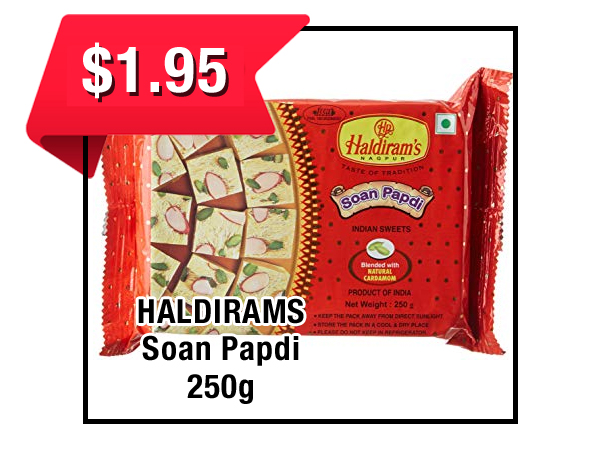 $1.95
Haldiram's
NAGPUR
TASTE OF TRADITION
Soan Papdi
INDIAN SWEETS
Blended with
NATURAL
CARDAMOM
PRODUCT OF INDIA
Net Weight : 250 g
• KEEP THE PACK AWAY FROM DIRECT SUNLIGHT
• STORE THE PACK IN A COOL & DRY PLACE
• PLEASE DO NOT KEEP IN REFRIGERATOR
HALDIRAMS
Soan Papdi
250g